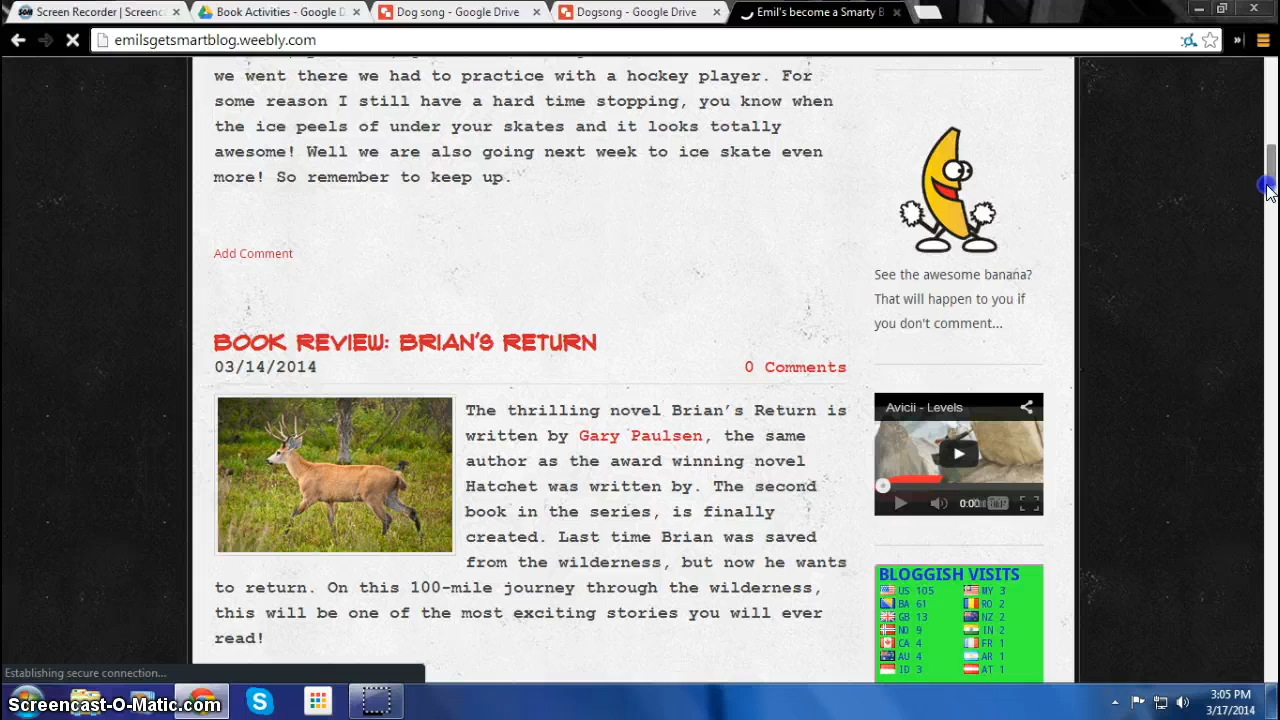 Screen Recorder | Screenc
Book Activities - Google D
Dog song - Google Drive
Dogsong - Google Drive
Emil's become a Smarty B
emilsgetsmartblog.weebly.com
we went there we had to practice with a hockey player. For
some reason I still have a hard time stopping, you know when
the ice peels of under your skates and it looks totally
awesome! Well we are also going next week to ice skate even
more! So remember to keep up.
Add Comment
BOOK REVIEW: BRIAN'S RETURN
03/14/2014
0 Comments
The thrilling novel Brian's Return is
written by Gary Paulsen, the same
author as the award winning novel
Hatchet was written by. The second
book in the series, is finally
created. Last time Brian was saved
from the wilderness, but now he wants
to return. On this 100-mile journey through the wilderness,
this will be one of the most exciting stories you will ever
read!
See the awesome banana?
That will happen to you if
you don't comment...
Avicii - Levels
0:00
BLOGGISH VISITS
US 105 MY 3
BA 61 RO 2
GB 13 NZ 2
NO 9 IN 2
CA 4 FR 1
AU 4 AR 1
ID 3 AT 1
Establishing secure connection...
Screencast-O-Matic.com
3:05 PM
3/17/2014